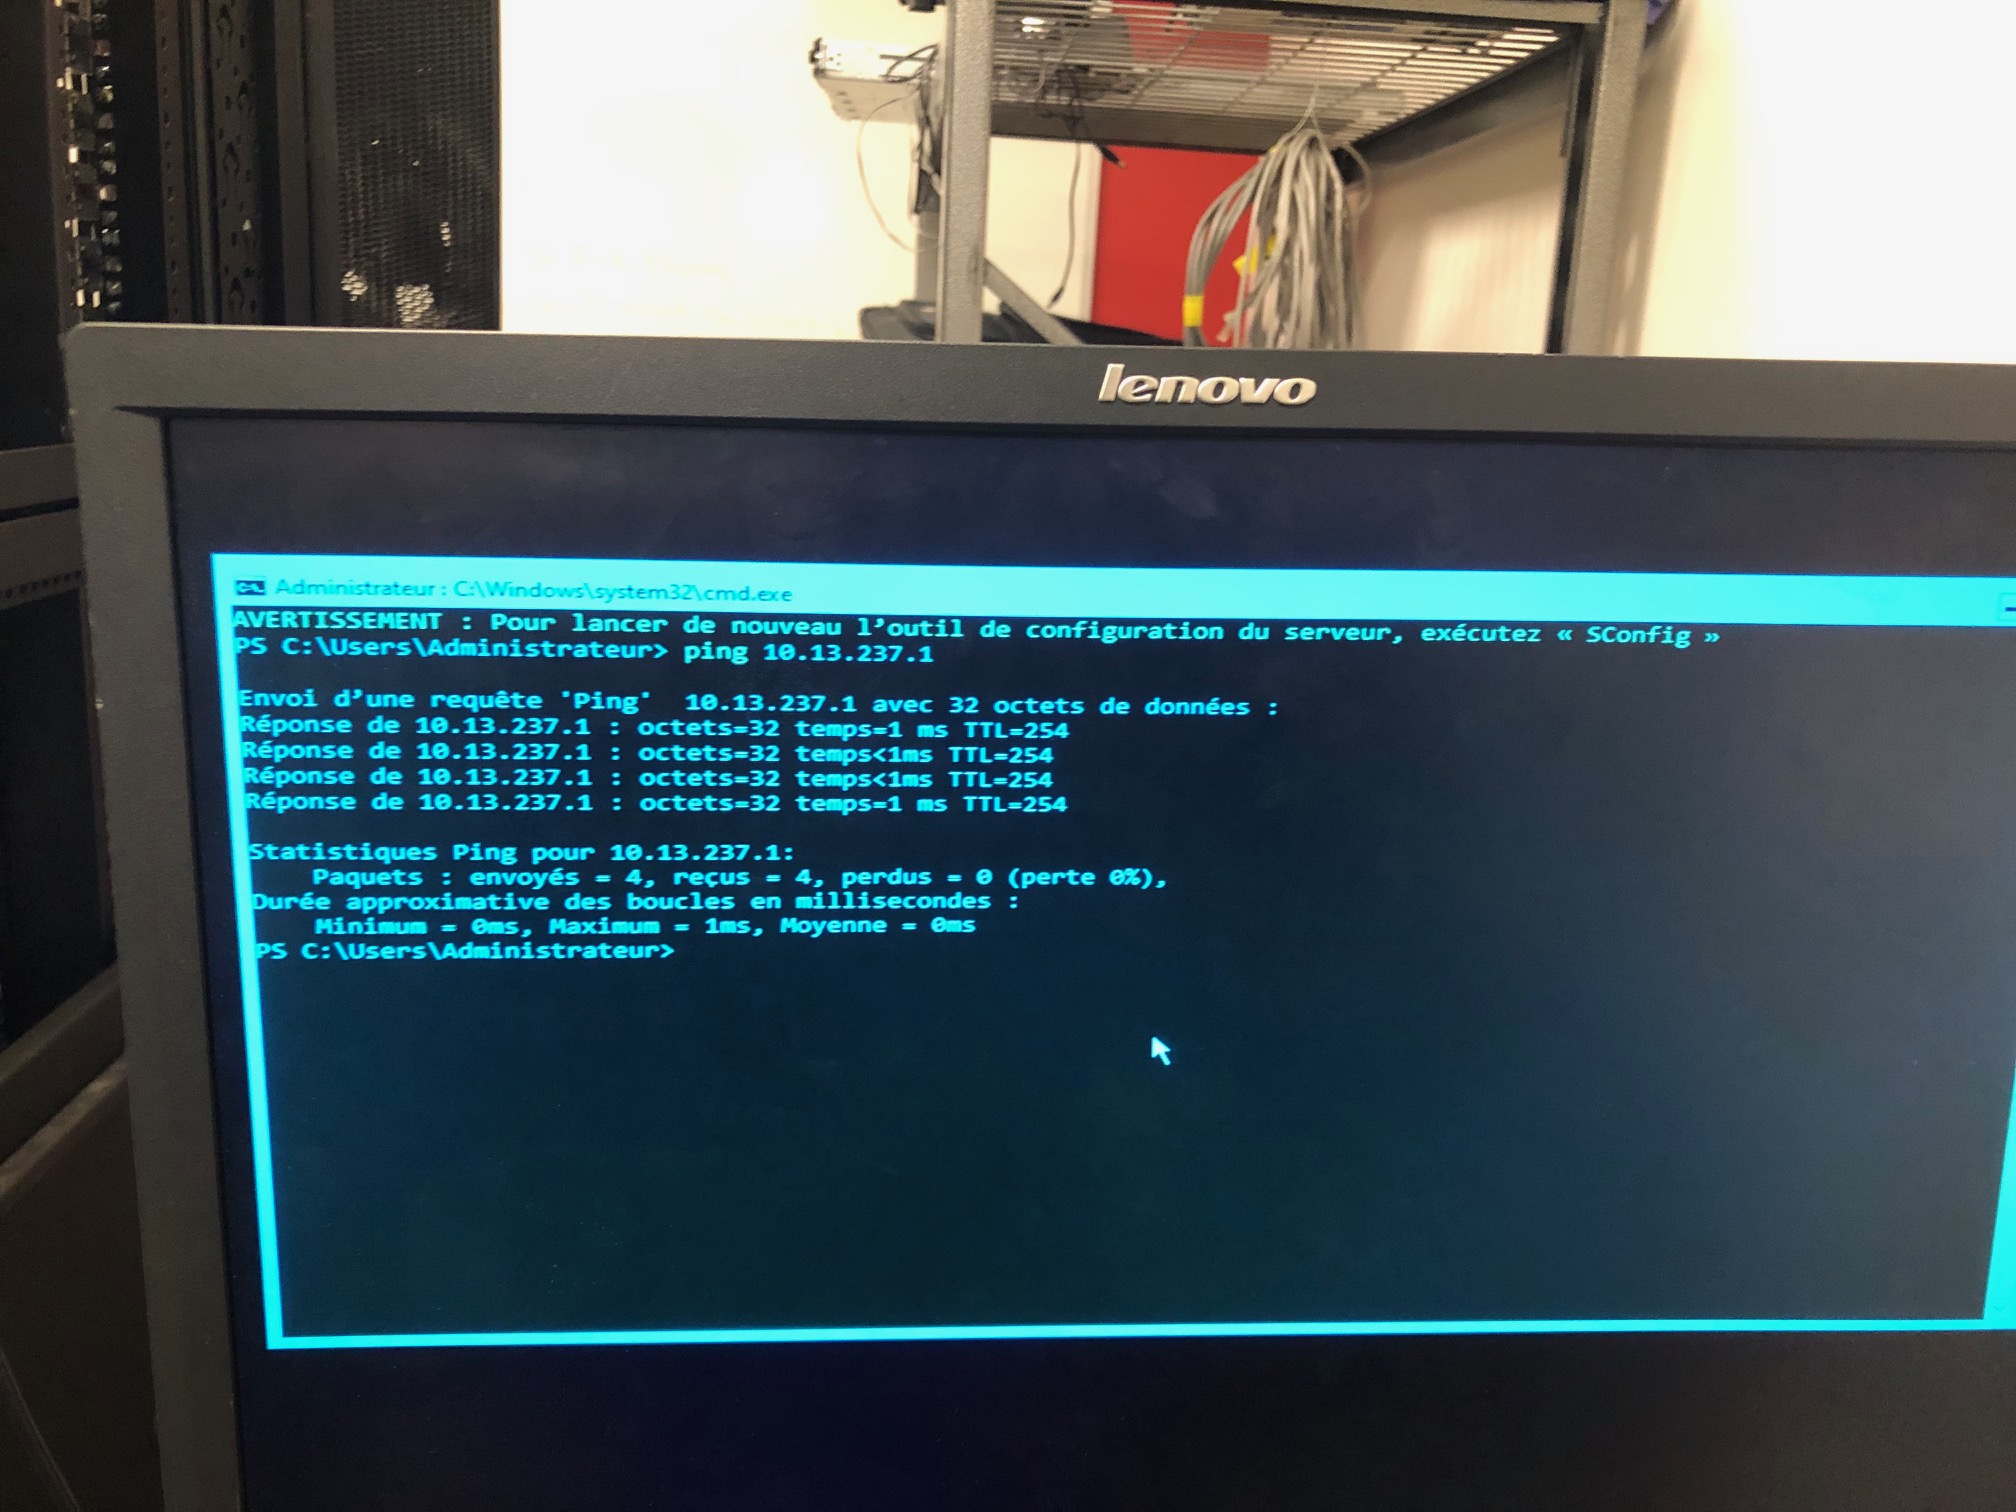 lenovo
Administrateur : C:\Windows\system32\cmd.exe
AVERTISSEMENT : Pour lancer de nouveau l’outil de configuration du serveur, exécutez « SConfig »
PS C:\Users\Administrateur> ping 10.13.237.1
Envoi d’une requête 'Ping'  10.13.237.1 avec 32 octets de données :
Réponse de 10.13.237.1 : octets=32 temps=1 ms TTL=254
Réponse de 10.13.237.1 : octets=32 temps<1ms TTL=254
Réponse de 10.13.237.1 : octets=32 temps<1ms TTL=254
Réponse de 10.13.237.1 : octets=32 temps=1 ms TTL=254
Statistiques Ping pour 10.13.237.1:
Paquets : envoyés = 4, reçus = 4, perdus = 0 (perte 0%),
Durée approximative des boucles en millisecondes :
Minimum = 0ms, Maximum = 1ms, Moyenne = 0ms
PS C:\Users\Administrateur>